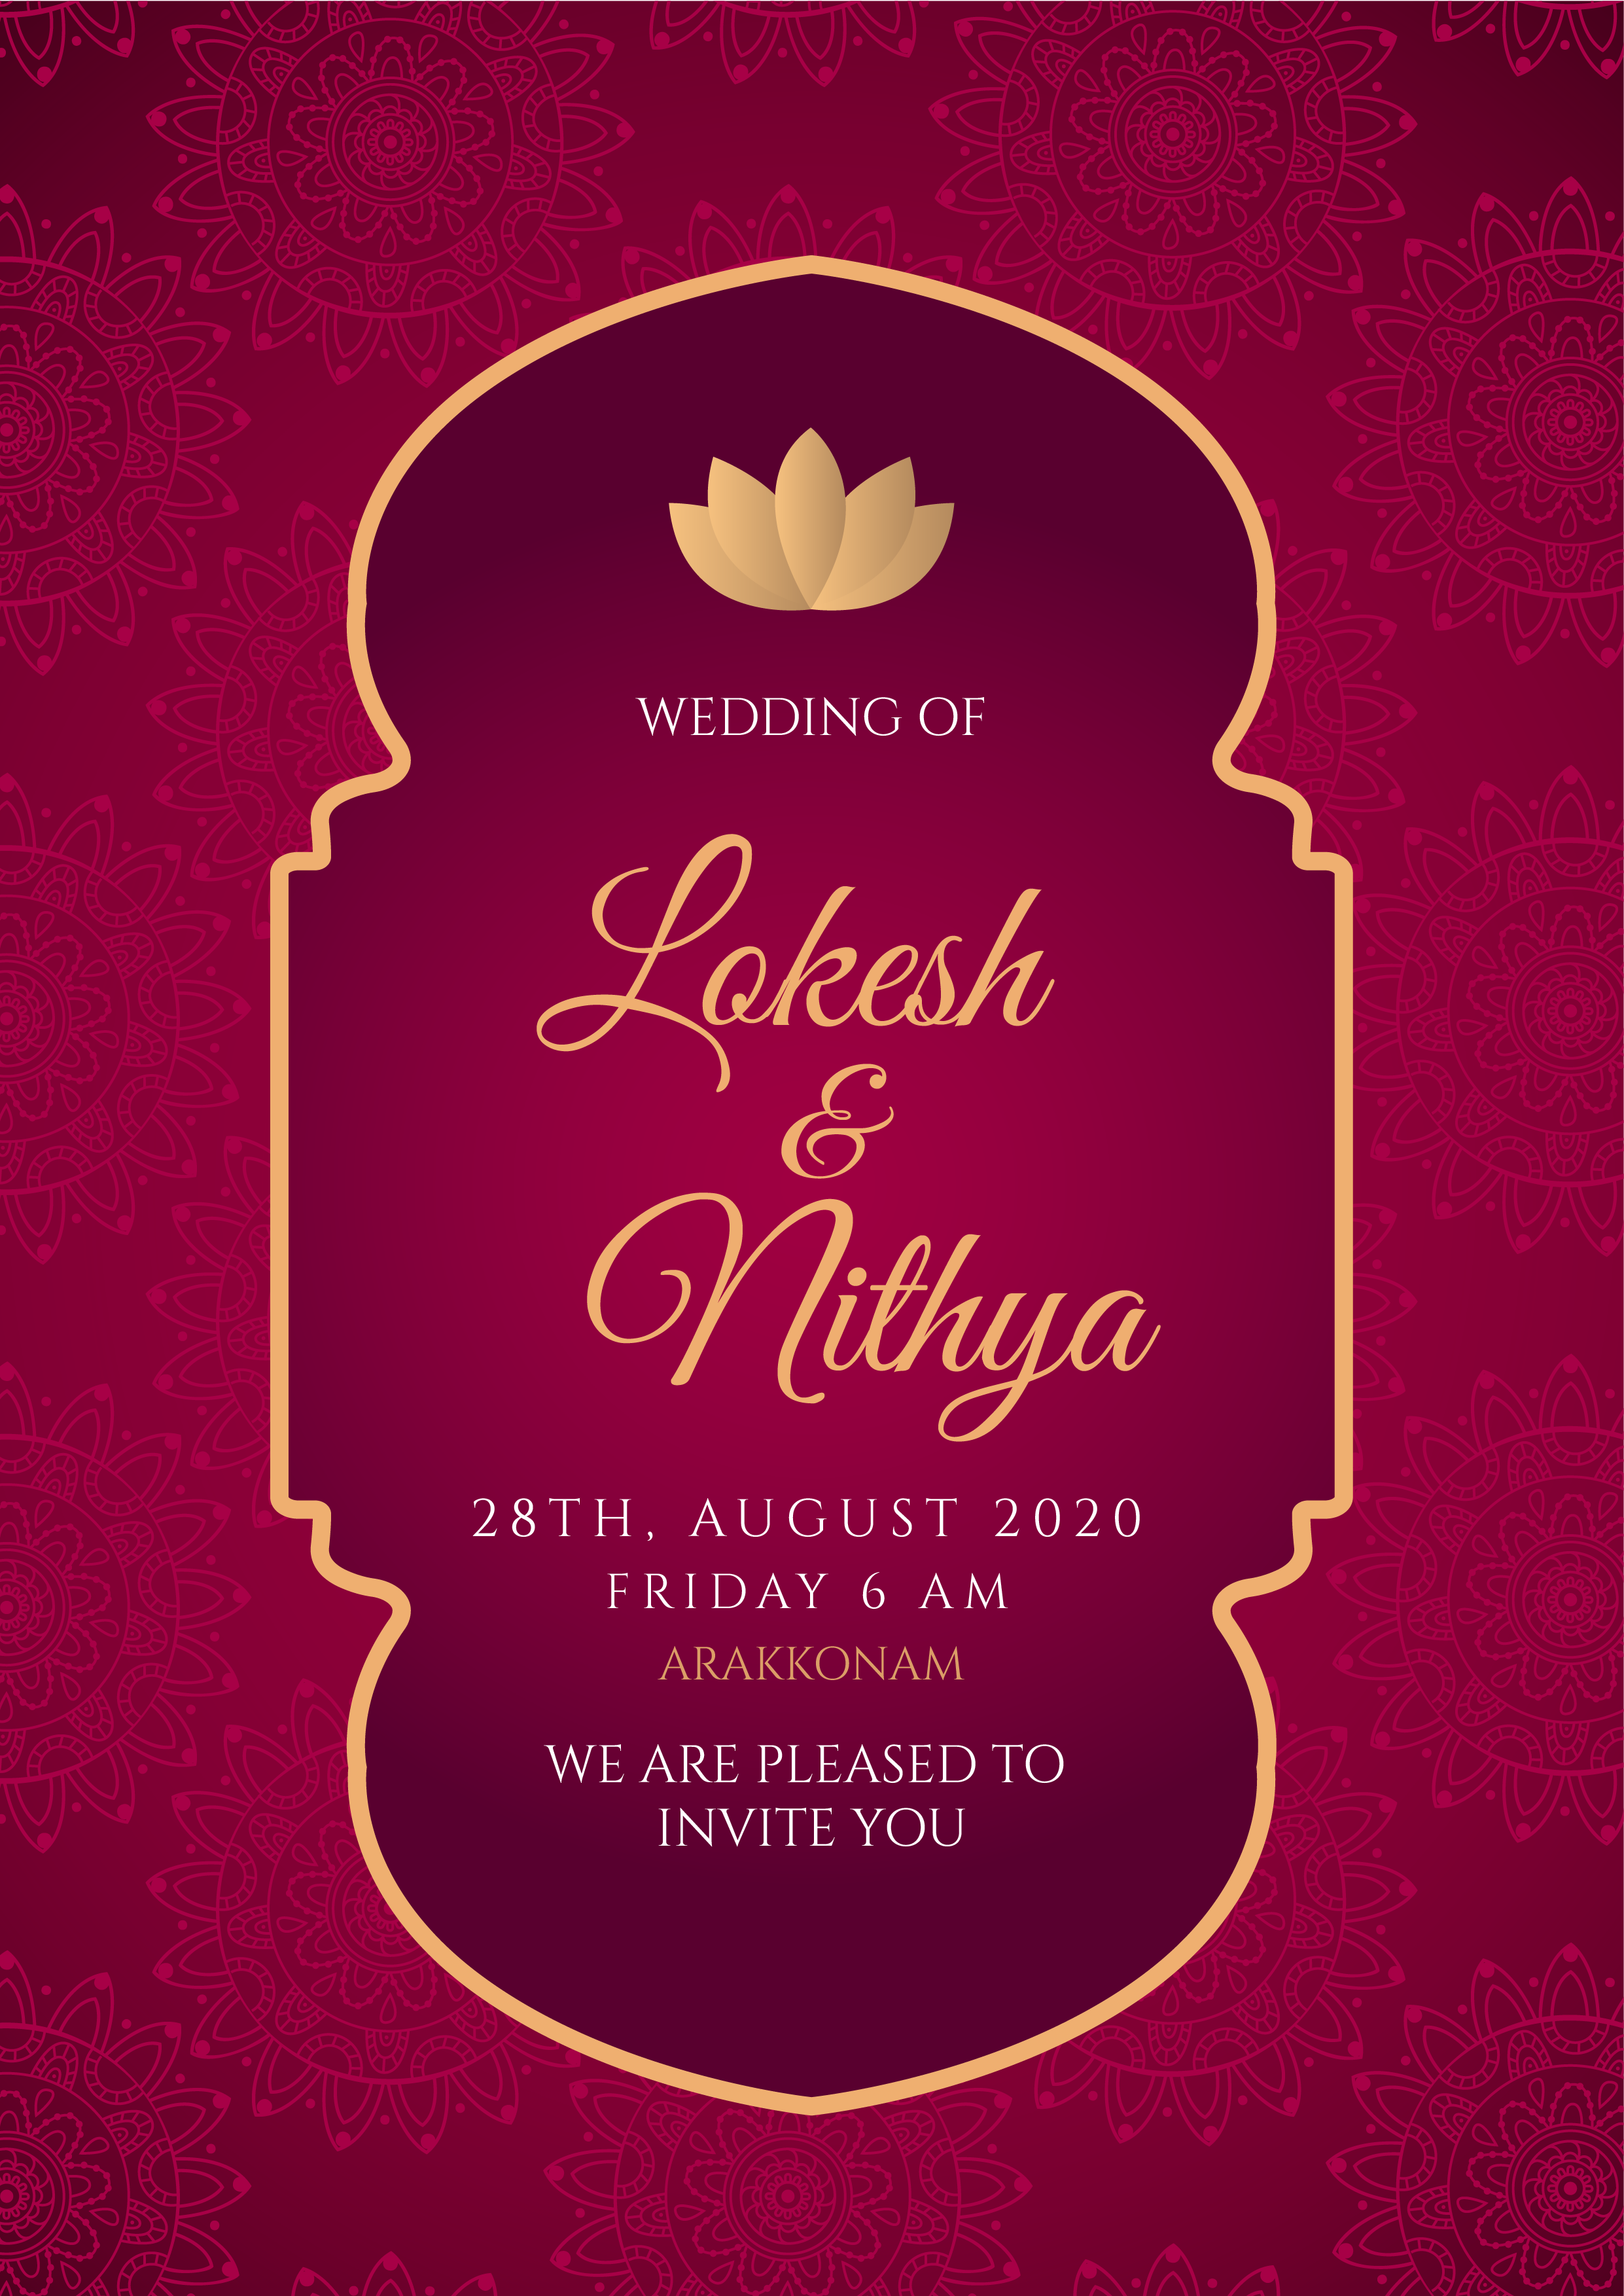 WEDDING OF
Lokesh
&
Nithya
28TH, AUGUST 2020
FRIDAY 6 AM
ARAKKONAM
WE ARE PLEASED TO
INVITE YOU